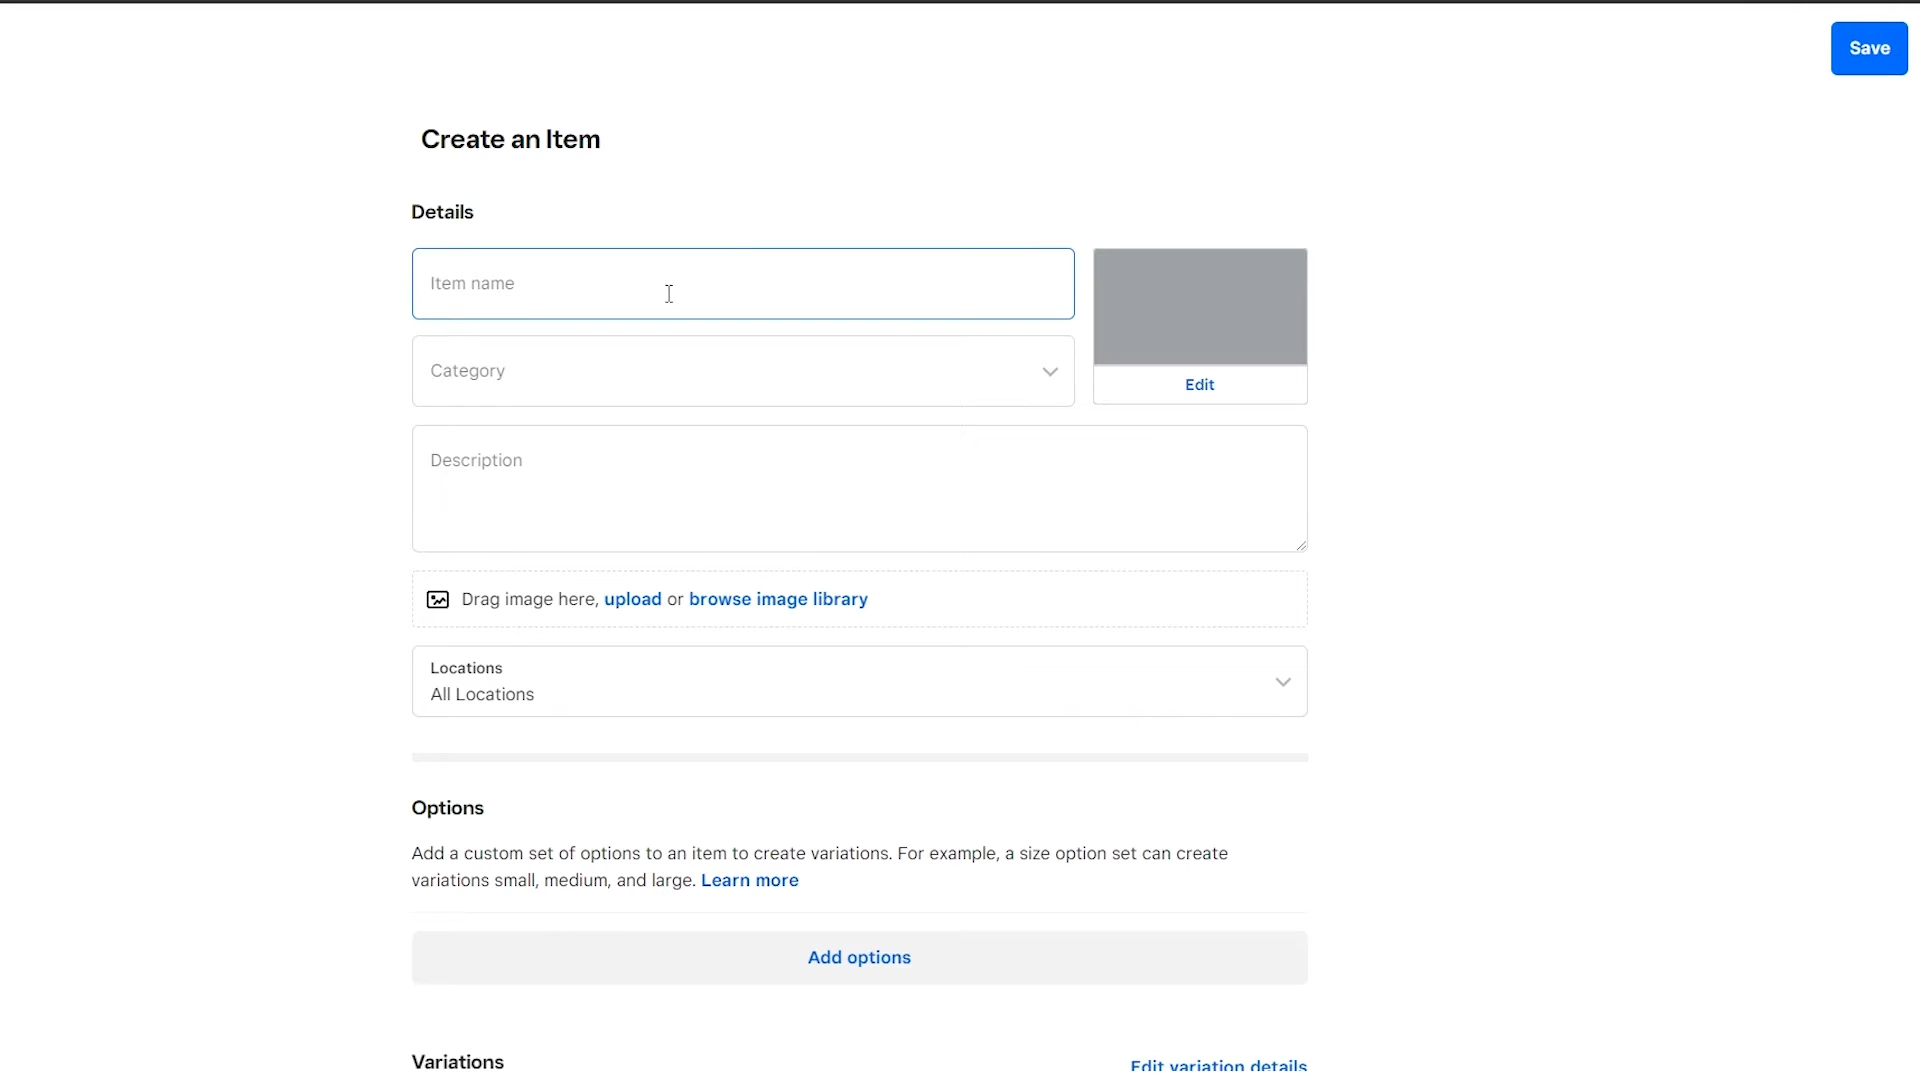 Save
Create an Item
Details
Item name
Category
Edit
Description
Drag image here, upload or browse image library
Locations
All Locations
Options
Add a custom set of options to an item to create variations. For example, a size option set can create
variations small, medium, and large. Learn more
Add options
Variations
Edit variation details